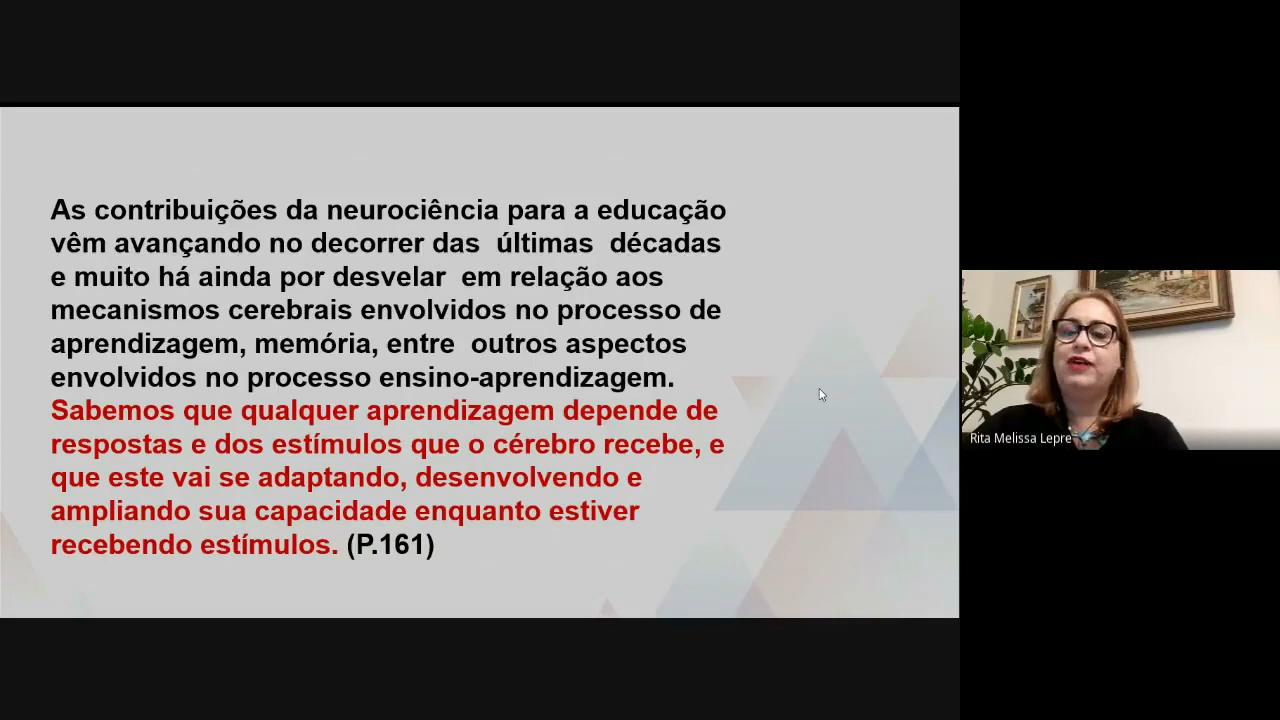 As contribuições da neurociência para a educação
vêm avançando no decorrer das últimas décadas
e muito há ainda por desvelar em relação aos
mecanismos cerebrais envolvidos no processo de
aprendizagem, memória, entre outros aspectos
envolvidos no processo ensino-aprendizagem.
Sabemos que qualquer aprendizagem depende de
respostas e dos estímulos que o cérebro recebe, e
que este vai se adaptando, desenvolvendo e
ampliando sua capacidade enquanto estiver
recebendo estímulos. (P.161)
Rita Melissa Lepre